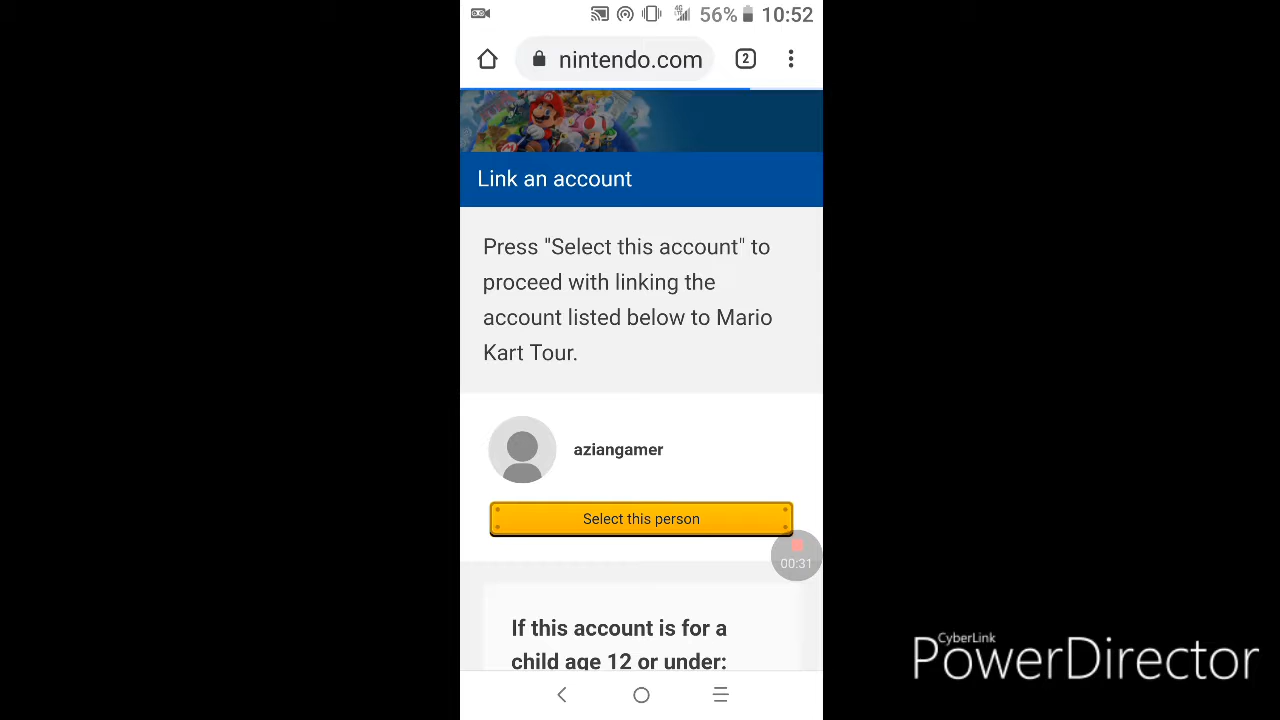 4G 56% 10:52
nintendo.com 2
Link an account
Press "Select this account" to
proceed with linking the
account listed below to Mario
Kart Tour.
aziangamer
Select this person
00:31
If this account is for a
child age 12 or under:
CyberLink
PowerDirector